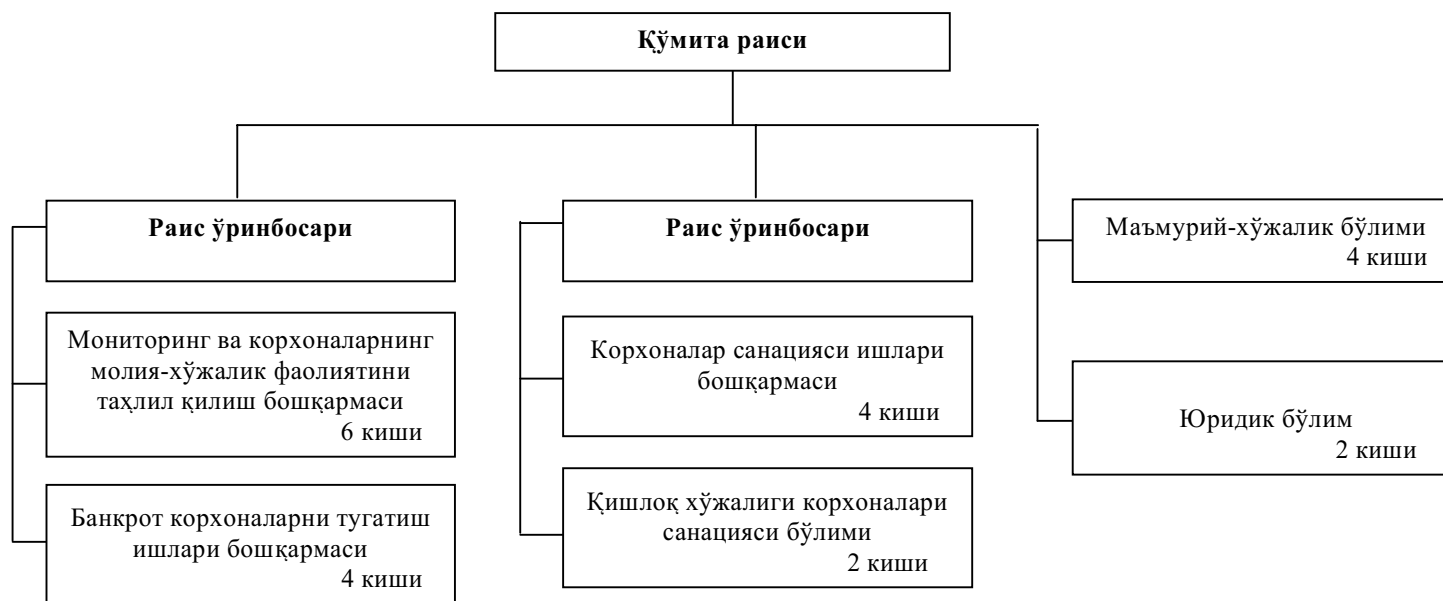 Қўмита раиси
Раис ўринбосари
Раис ўринбосари
Маъмурий-хўжалик бўлими
4 киши
Мониторинг ва корхоналарнинг
молия-хўжалик фаолиятини
таҳлил қилиш бошқармаси
6 киши
Корхоналар санацияси ишлари
бошқармаси
4 киши
Юридик бўлим
2 киши
Банкрот корхоналарни тугатиш
ишлари бошқармаси
4 киши
Қишлоқ хўжалиги корхоналари
санацияси бўлими
2 киши